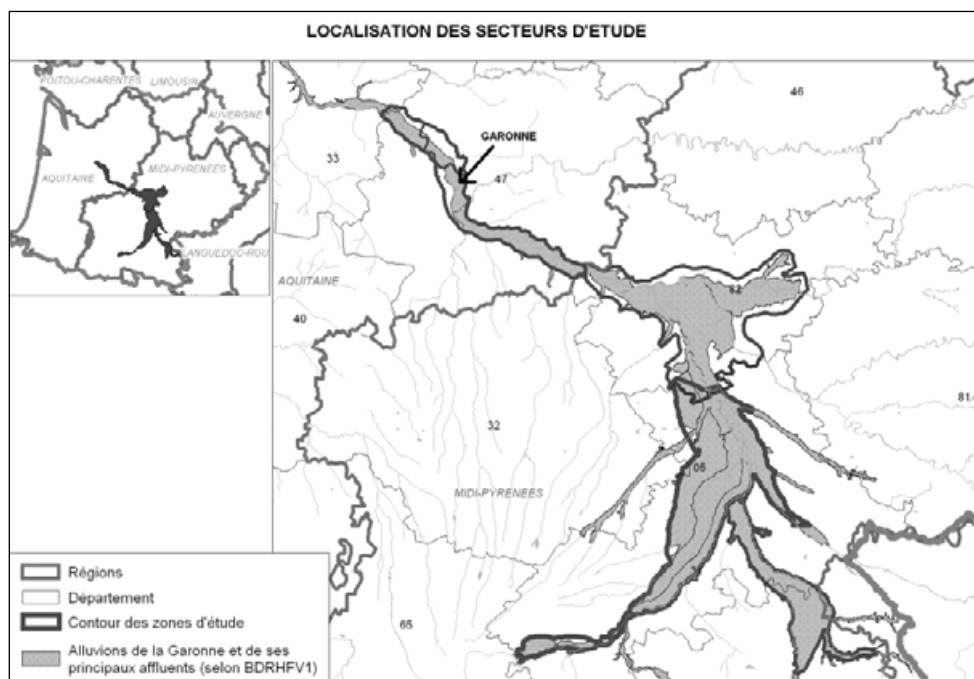 LOCALISATION DES SECTEURS D'ETUDE
POITOU-CHARENTES
LIMOUSIN
AUVERGNE
MIDI-PYRENEES
AQUITAINE
LANGUEDOC-ROU
46
GARONNE
33
47
AQUITAINE
82
40
81
32
06
MIDI-PYRENEES
65
Régions
Département
Contour des zones d'étude
Alluvions de la Garonne et de ses
principaux affluents (selon BDRHFV1)